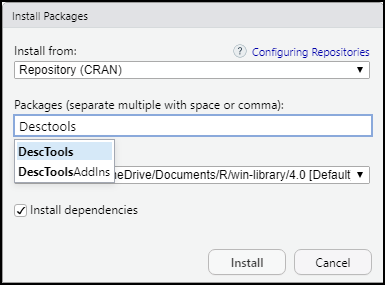 Install Packages
Install from:
? Configuring Repositories
Repository (CRAN)
Packages (separate multiple with space or comma):
Desctools
DescTools
DescToolsAddIns
neDrive/Documents/R/win-library/4.0 [Default
Install dependencies
Install
Cancel